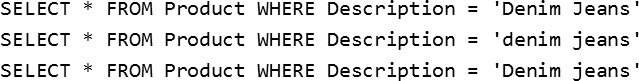 SELECT * FROM Product WHERE Description = 'Denim Jeans'
SELECT * FROM Product WHERE Description = 'denim jeans'
SELECT * FROM Product WHERE Description = 'Denim jeans'